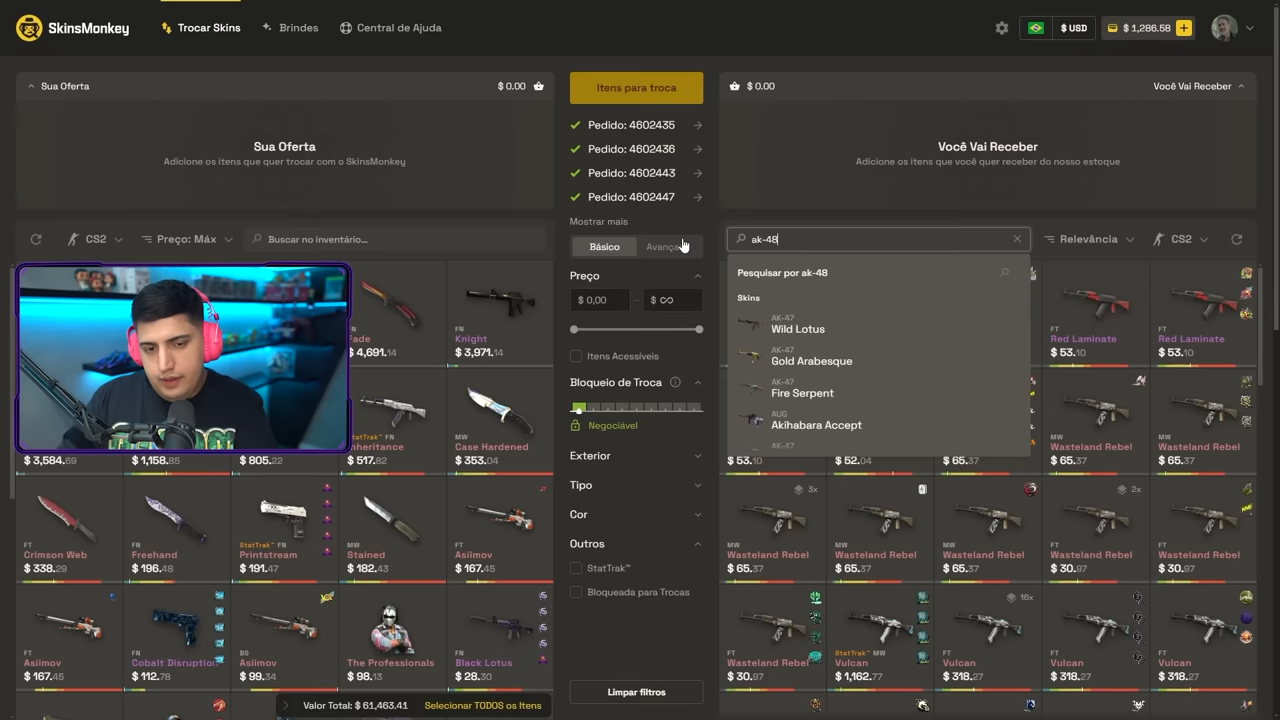 SkinsMonkey
Trocar Skins
Brindes
Central de Ajuda
$ USD
$ 1,286.58
Sua Oferta
$ 0.00
Itens para troca
$ 0.00
Você Vai Receber
Sua Oferta
Adicione os itens que quer trocar com o SkinsMonkey
Pedido: 4602435
Pedido: 4602436
Pedido: 4602443
Pedido: 4602447
Mostrar mais
Você Vai Receber
Adicione os itens que você quer receber do nosso estoque
CS2
Preço: Máx
Buscar no inventário...
Básico
ak-48
Relevância
CS2
Pesquisar por ak-48
Skins
AK-47
Wild Lotus
AK-47
Gold Arabesque
AK-47
Fire Serpent
AUG
Akihabara Accept
AK-47
Preço
$ 0,00
$ ∞
Itens Acessíveis
Bloqueio de Troca
Negociável
Exterior
Tipo
Cor
Outros
StatTrak™
Bloqueada para Trocas
Limpar filtros
Fade
$ 4,691.14
FN
Knight
$ 3,971.14
FT
Red Laminate
$ 53.10
FT
Red Laminate
$ 53.10
$ 3,584.69
$ 1,158.85
$ 805.22
StatTrak™ FN
$ 517.82
MW
Case Hardened
$ 353.04
$ 53.10
$ 52.04
$ 65.37
MW
Wasteland Rebel
$ 65.37
MW
Wasteland Rebel
$ 65.37
FT
Crimson Web
$ 338.29
FN
Freehand
$ 196.48
StatTrak™ FN
Printstream
$ 191.47
MW
Stained
$ 182.43
FT
Asiimov
$ 167.45
3x
MW
Wasteland Rebel
$ 65.37
MW
Wasteland Rebel
$ 65.37
MW
Wasteland Rebel
$ 65.37
2x
FT
Wasteland Rebel
$ 30.97
FT
Wasteland Rebel
$ 30.97
FT
Asiimov
$ 167.45
FN
Cobalt Disruption
$ 112.78
BS
Asiimov
$ 99.34
The Professionals
$ 98.13
FT
Black Lotus
$ 28.30
FT
Wasteland Rebel
$ 30.97
StatTrak™ MW
Vulcan
$ 1,162.77
16x
FT
Vulcan
$ 318.27
FT
Vulcan
$ 318.27
FT
Vulcan
$ 318.27
Valor Total: $ 61,463.41
Selecionar TODOS os Itens